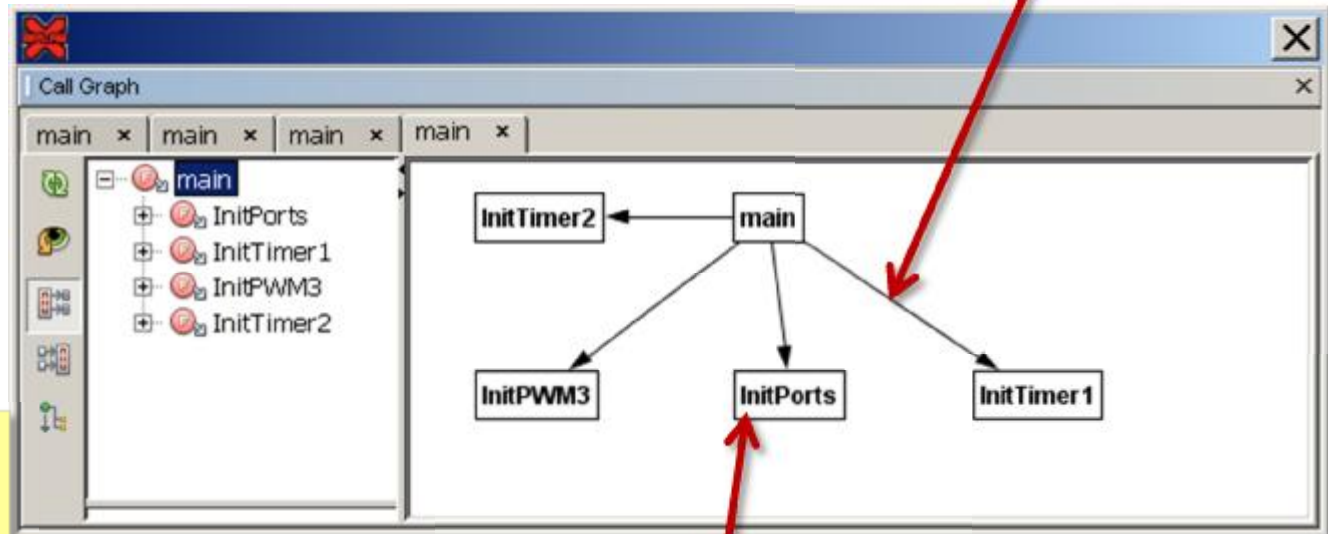 Call Graph
main main main main
main
InitPorts
InitTimer1
InitPWM3
InitTimer2
InitTimer2 main
InitPWM3 InitPorts InitTimer1